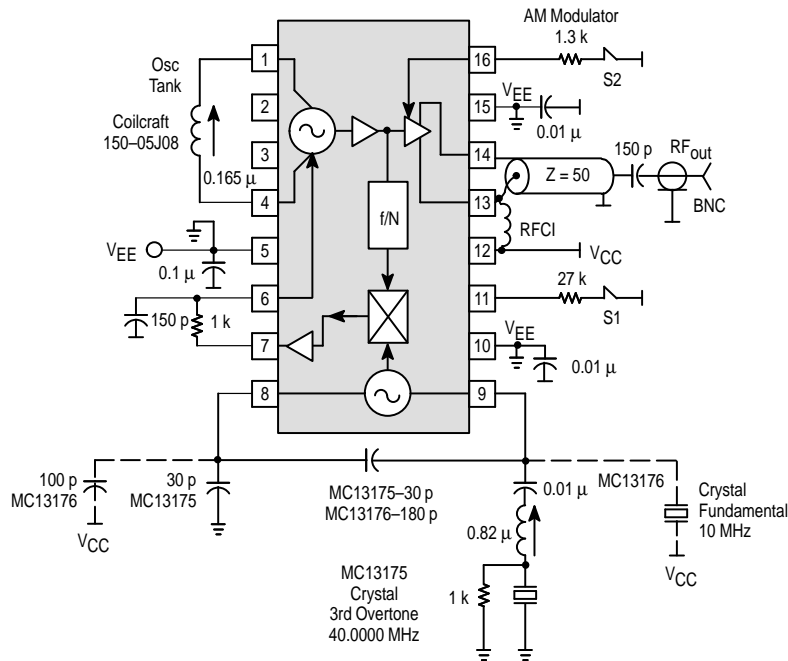 AM Modulator
1.3 k
S2
1
16
Osc
Tank
Coilcraft
150–05J08
0.165 µ
2
15
VEE
0.01 µ
3
14
Z = 50
150 p
RFout
BNC
4
13
RFCI
f/N
VEE
0.1 µ
5
12
VCC
6
11
27 k
S1
150 p
1 k
7
10
VEE
0.01 µ
8
9
100 p
MC13176
VCC
30 p
MC13175
MC13175–30 p
MC13176–180 p
0.01 µ
0.82 µ
MC13176
Crystal
Fundamental
10 MHz
VCC
MC13175
Crystal
3rd Overtone
40.0000 MHz
1 k